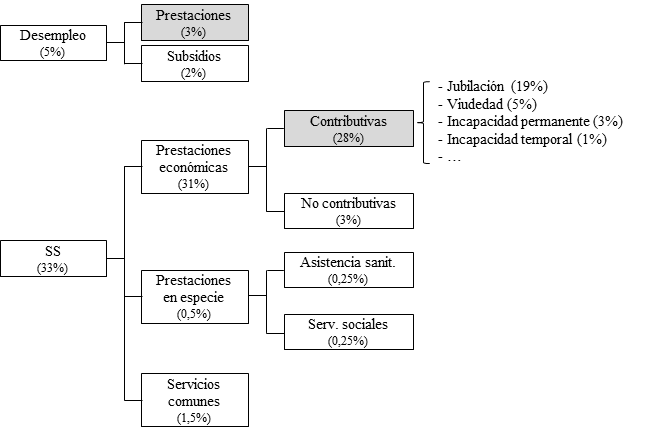 Desempleo
(5%)
Prestaciones
(3%)
Subsidios
(2%)
SS
(33%)
Prestaciones
económicas
(31%)
Contributivas
(28%)
- Jubilación (19%)
- Viudedad (5%)
- Incapacidad permanente (3%)
- Incapacidad temporal (1%)
- …
No contributivas
(3%)
Prestaciones
en especie
(0,5%)
Asistencia sanit.
(0,25%)
Serv. sociales
(0,25%)
Servicios
comunes
(1,5%)